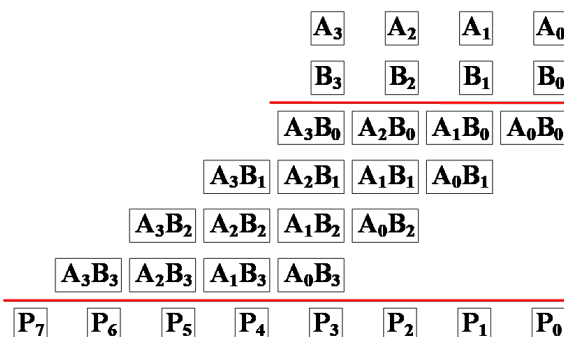 A₃ A₂ A₁ A₀
B₃ B₂ B₁ B₀
A₃B₀ A₂B₀ A₁B₀ A₀B₀
A₃B₁ A₂B₁ A₁B₁ A₀B₁
A₃B₂ A₂B₂ A₁B₂ A₀B₂
A₃B₃ A₂B₃ A₁B₃ A₀B₃
P₇ P₆ P₅ P₄ P₃ P₂ P₁ P₀